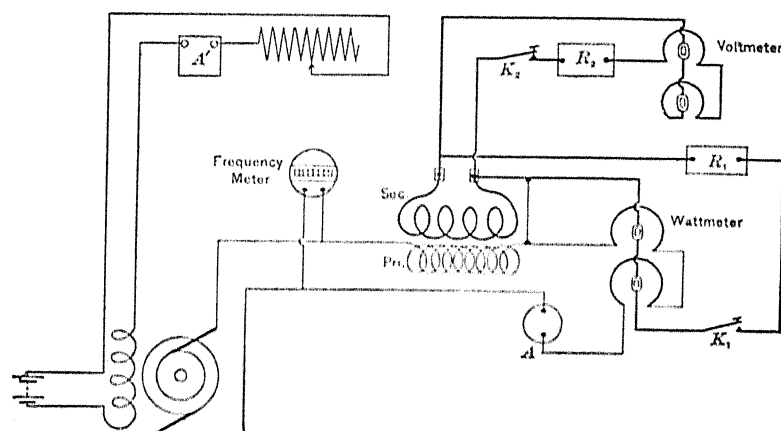 A'
K₂
R₂
Voltmeter
R₁
Frequency
Meter
Sec.
Wattmeter
Pri.
A
K₁